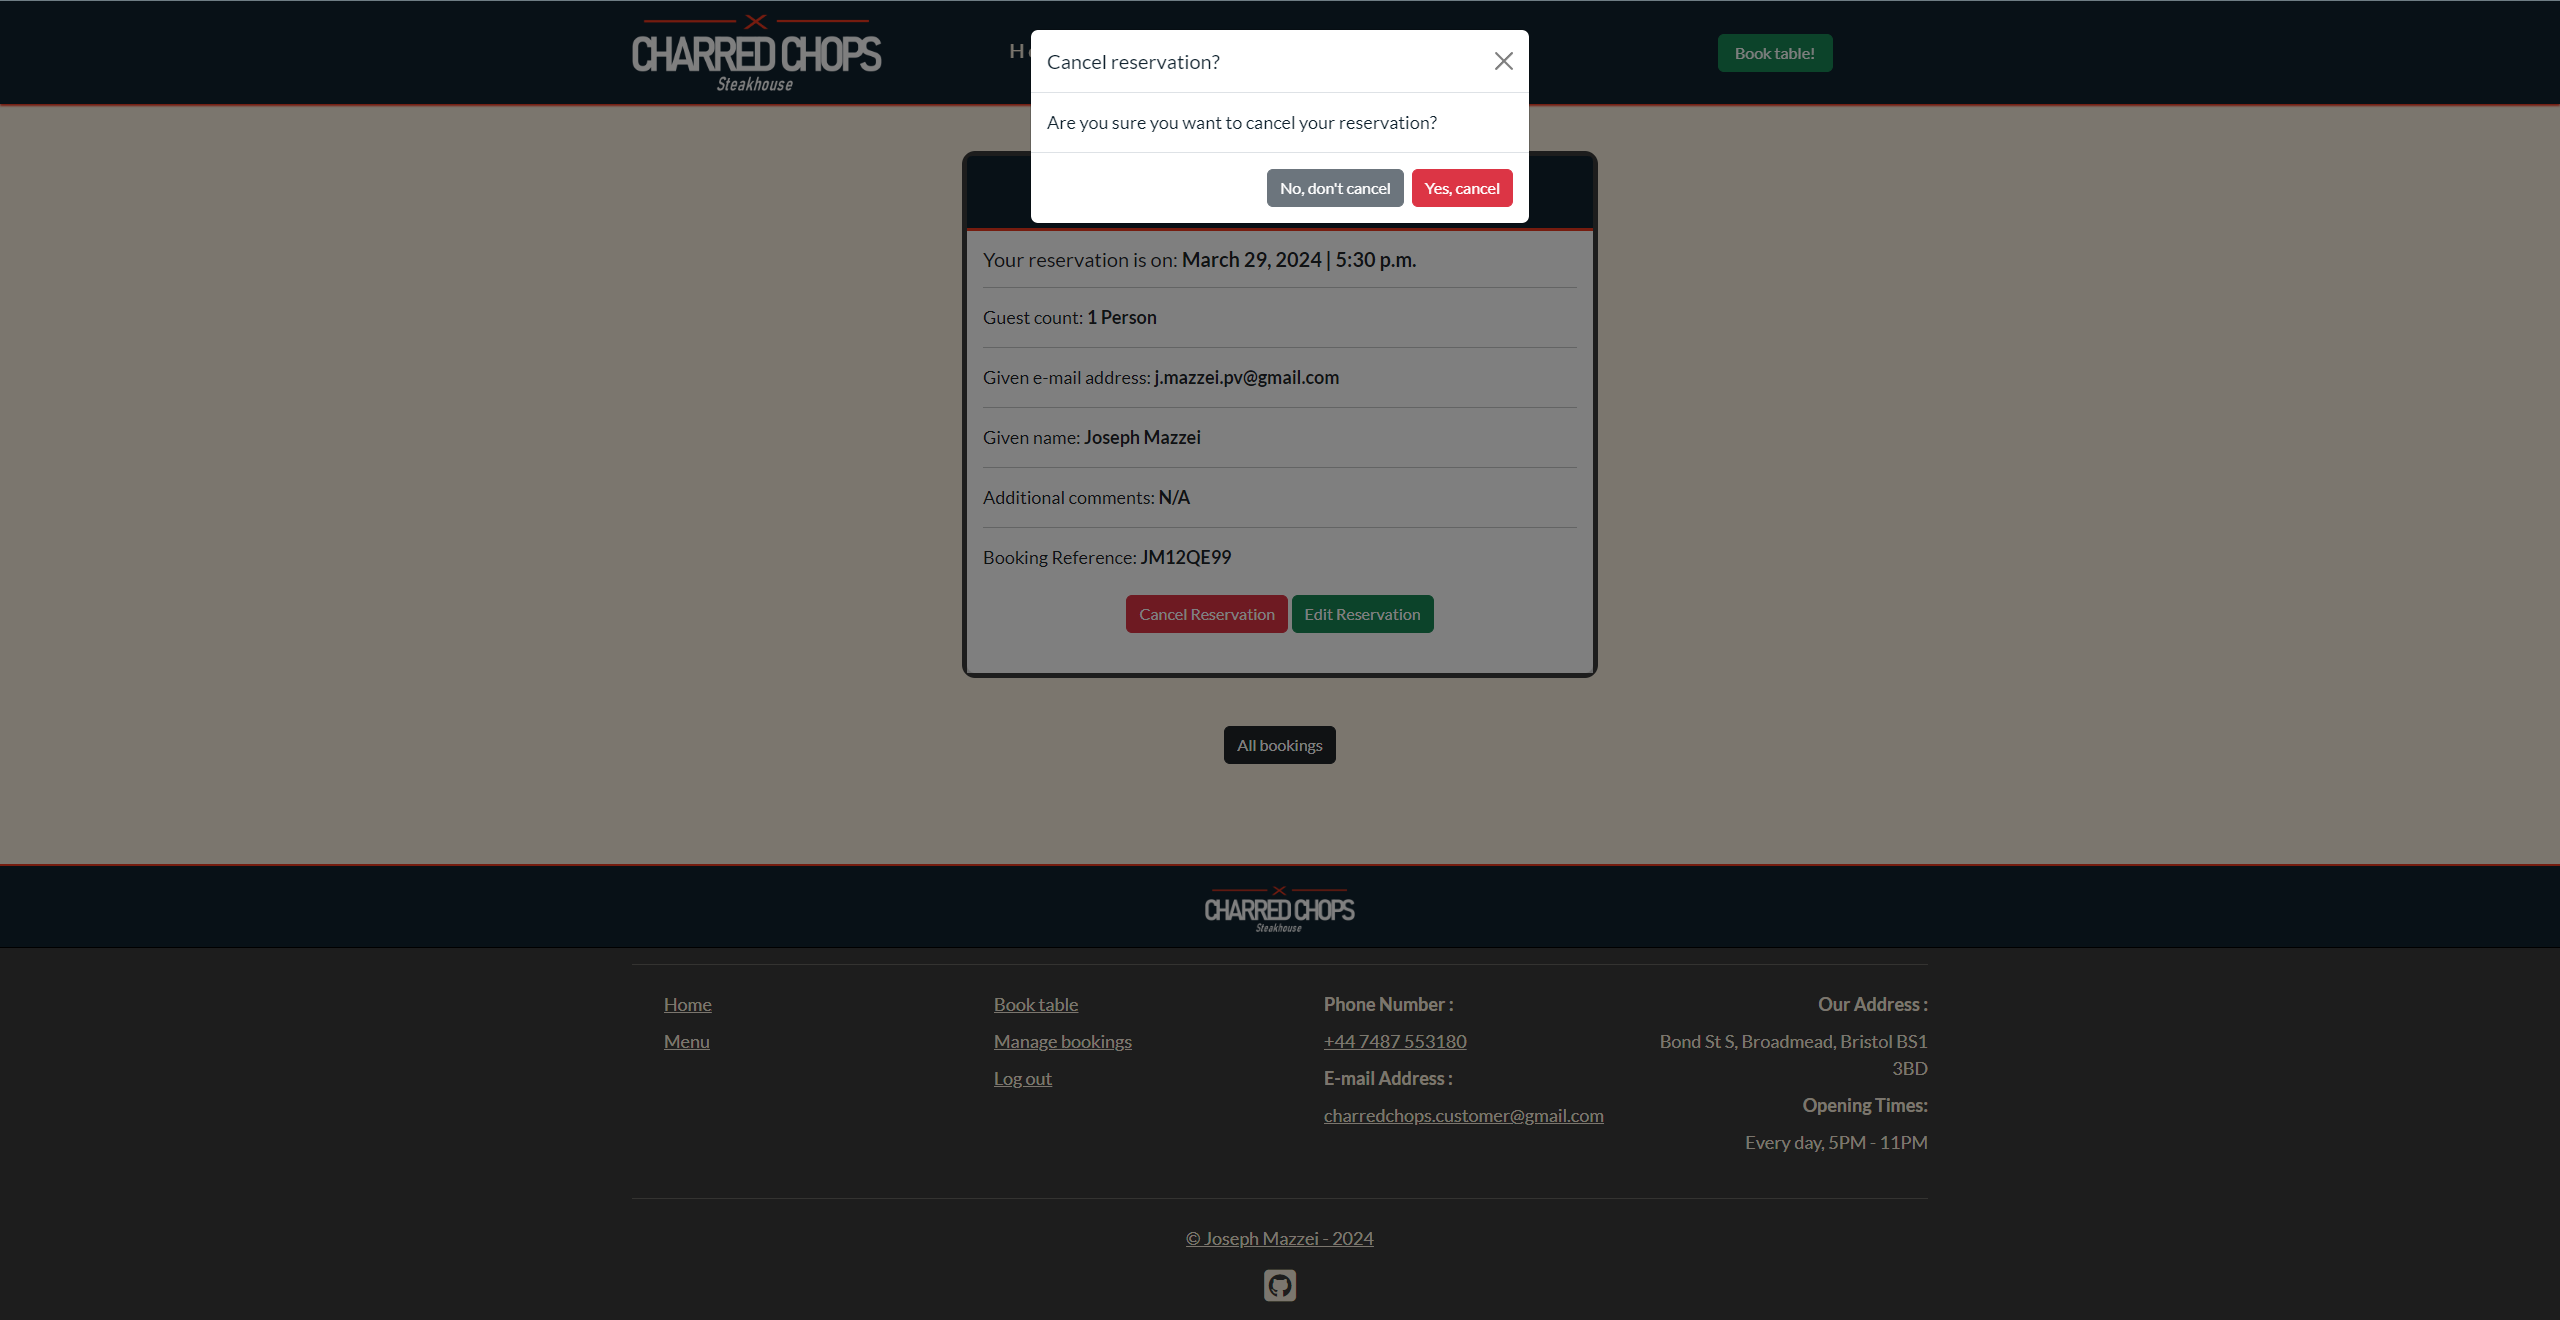 CHARRED CHOPS
Steakhouse
H
Book table!
Cancel reservation?
Are you sure you want to cancel your reservation?
No, don't cancel
Yes, cancel
Your reservation is on: March 29, 2024 | 5:30 p.m.
Guest count: 1 Person
Given e-mail address: j.mazzei.pv@gmail.com
Given name: Joseph Mazzei
Additional comments: N/A
Booking Reference: JM12QE99
Cancel Reservation
Edit Reservation
All bookings
CHARRED CHOPS
Steakhouse
Home
Menu
Book table
Manage bookings
Log out
Phone Number :
+44 7487 553180
E-mail Address :
charredchops.customer@gmail.com
Our Address :
Bond St S, Broadmead, Bristol BS1
3BD
Opening Times:
Every day, 5PM - 11PM
© Joseph Mazzei - 2024